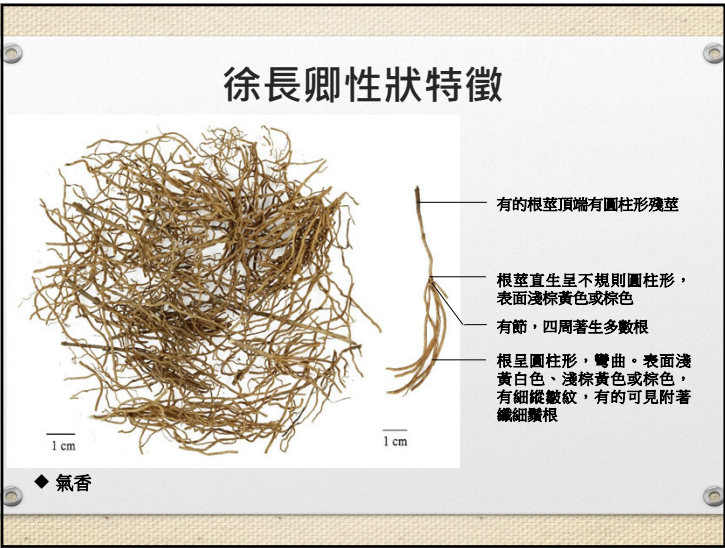 徐長卿性狀特徵
有的根莖頂端有圓柱形殘莖
根莖直生呈不規則圓柱形，
表面淺棕黃色或棕色
有節，四周著生多數根
根呈圓柱形，彎曲。表面淺
黃白色、淺棕黃色或棕色，
有細縱皺紋，有的可見附著
纖細鬚根
1 cm
1 cm
◆ 氣香